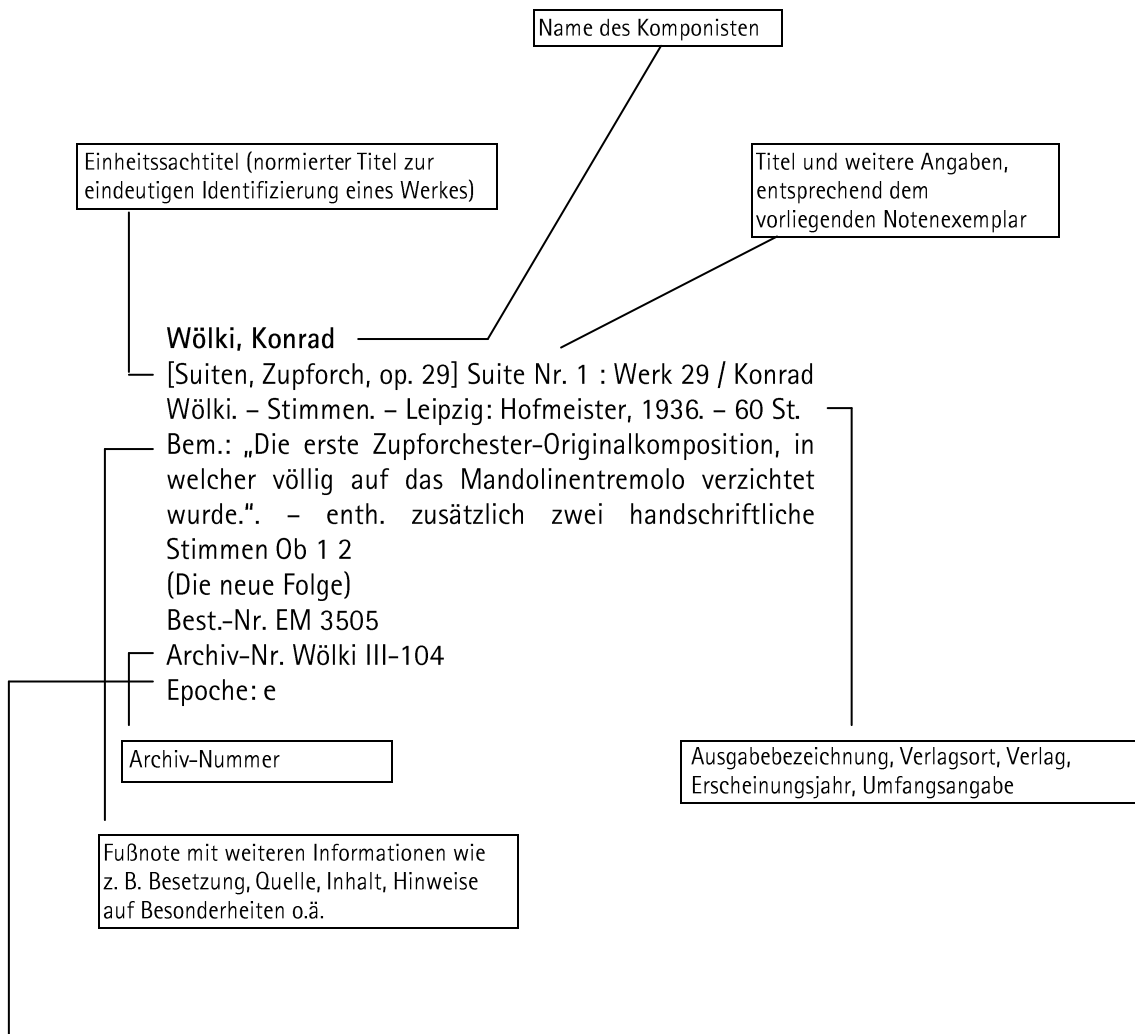 Name des Komponisten
Einheitssachtitel (normierter Titel zur
eindeutigen Identifizierung eines Werkes)
Titel und weitere Angaben,
entsprechend dem
vorliegenden Notenexemplar
Wölki, Konrad
[Suiten, Zupforch, op. 29] Suite Nr. 1 : Werk 29 / Konrad
Wölki. – Stimmen. – Leipzig: Hofmeister, 1936. – 60 St.
Bem.: „Die erste Zupforchester-Originalkomposition, in
welcher völlig auf das Mandolinentremolo verzichtet
wurde.“. – enth. zusätzlich zwei handschriftliche
Stimmen Ob 1 2
(Die neue Folge)
Best.-Nr. EM 3505
Archiv-Nr. Wölki III-104
Epoche: e
Archiv-Nummer
Ausgabebezeichnung, Verlagsort, Verlag,
Erscheinungsjahr, Umfangsangabe
Fußnote mit weiteren Informationen wie
z. B. Besetzung, Quelle, Inhalt, Hinweise
auf Besonderheiten o.ä.